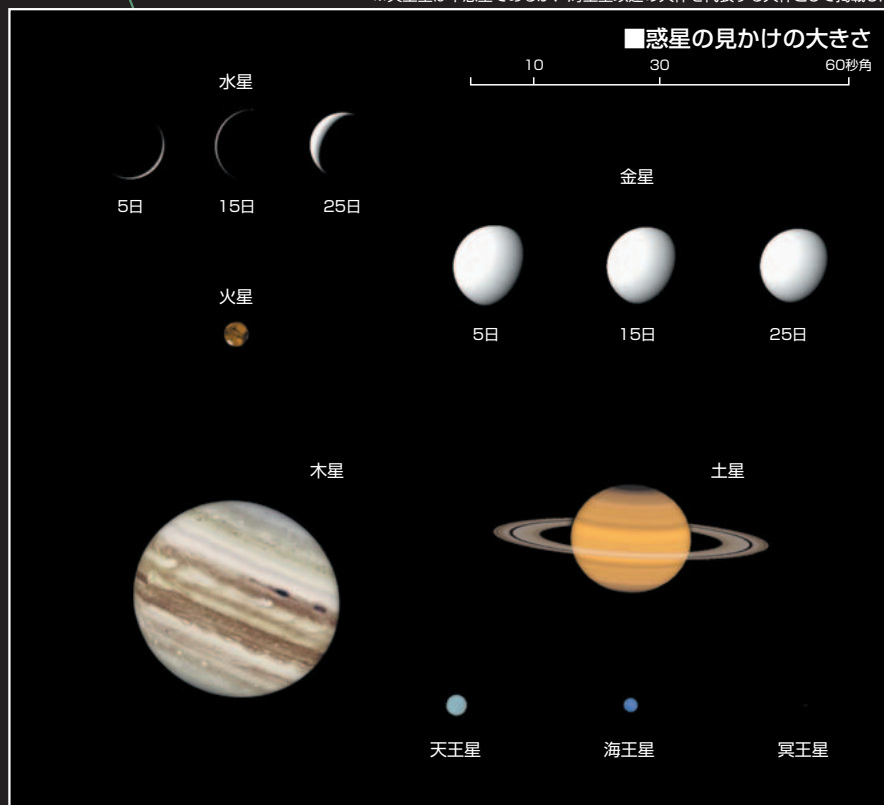 ■惑星の見かけの大きさ
10 30 60秒角
水星
5日 15日 25日
金星
5日 15日 25日
火星
木星
土星
天王星 海王星 冥王星